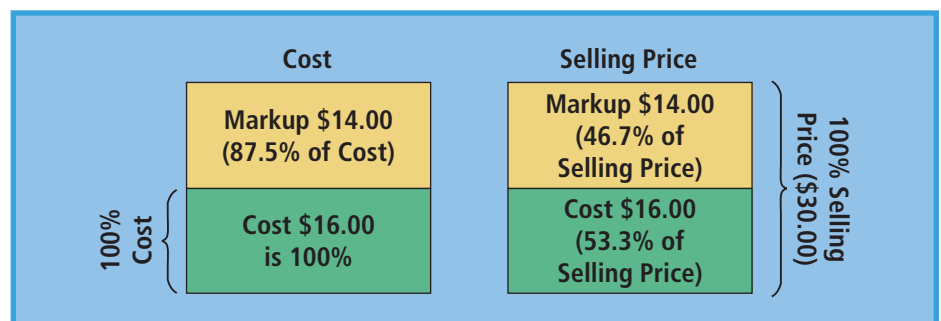 Cost
Markup $14.00
(87.5% of Cost)
Cost $16.00
is 100%
100%
Cost
Selling Price
Markup $14.00
(46.7% of
Selling Price)
Cost $16.00
(53.3% of
Selling Price)
100% Selling
Price ($30.00)